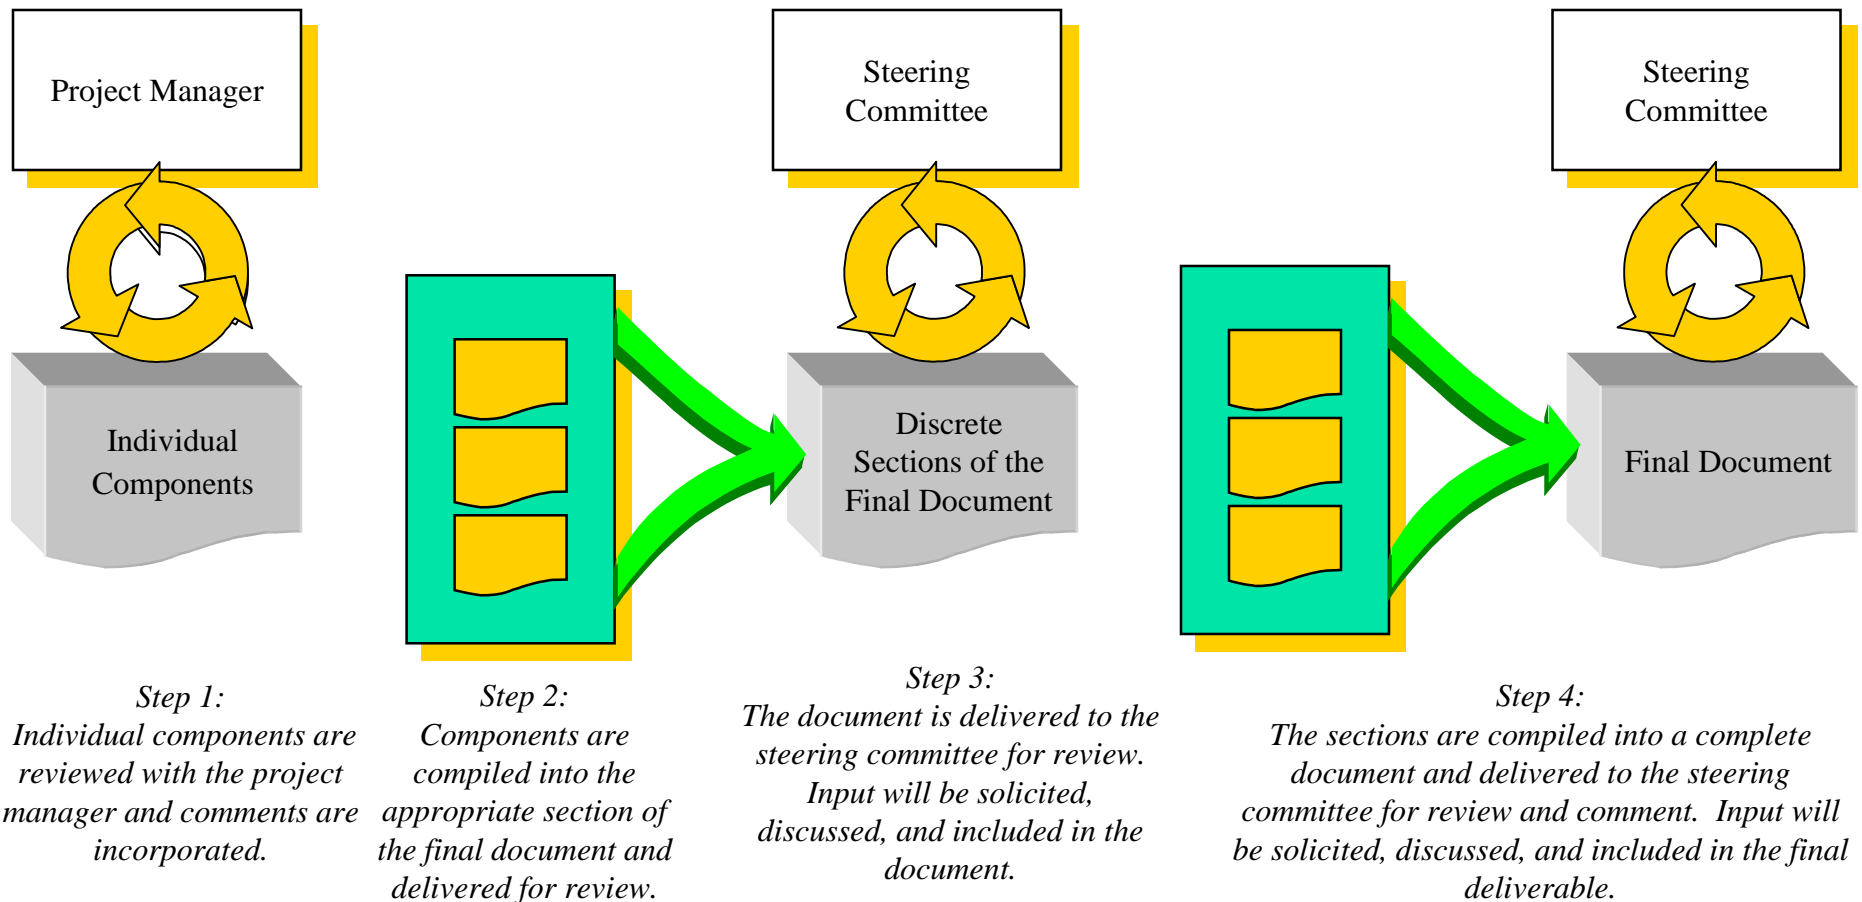 Project Manager
Steering
Committee
Steering
Committee
Individual
Components
Discrete
Sections of the
Final Document
Final Document
Step 1:
Individual components are
reviewed with the project
manager and comments are
incorporated.
Step 2:
Components are
compiled into the
appropriate section of
the final document and
delivered for review.
Step 3:
The document is delivered to the
steering committee for review.
Input will be solicited,
discussed, and included in the
document.
Step 4:
The sections are compiled into a complete
document and delivered to the steering
committee for review and comment.  Input will
be solicited, discussed, and included in the final
deliverable.